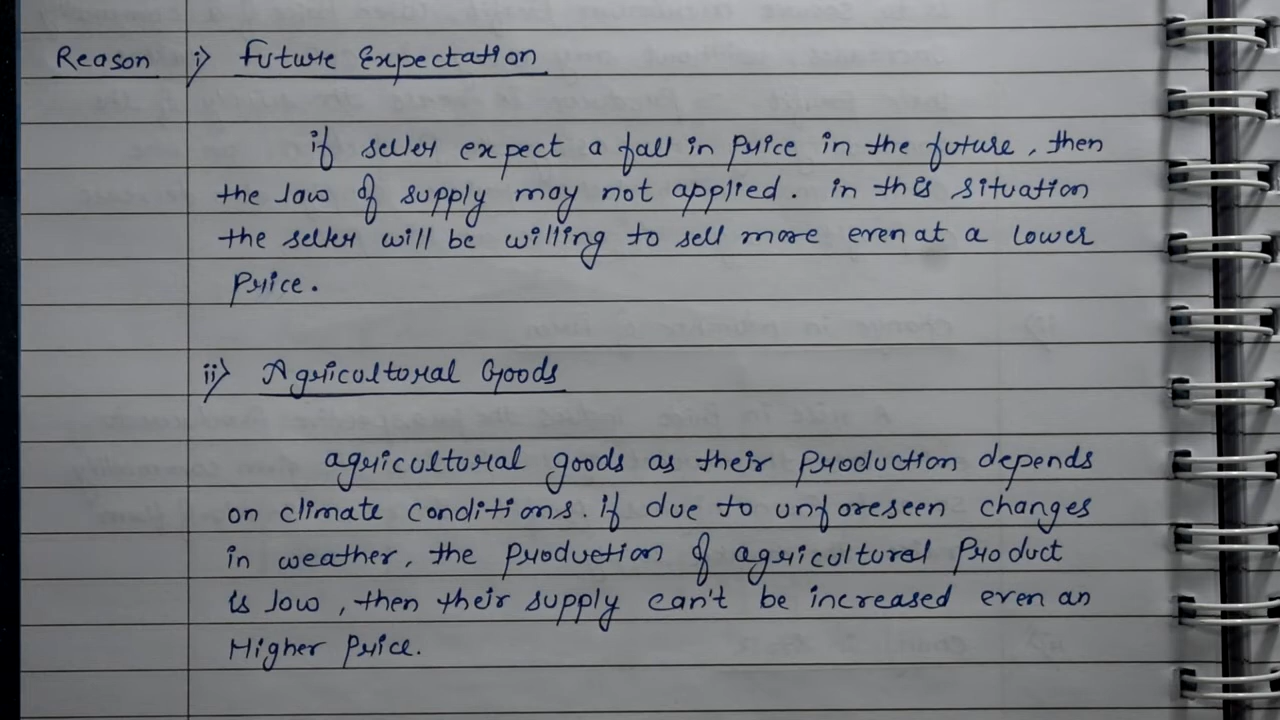 Reason i) Future Expectation
if seller expect a fall in price in the future, then
the law of supply may not applied. in this situation
the seller will be willing to sell more even at a lower
Price.
ii) Agricultoral Goods
agricultoral goods as their production depends
on climate conditions. if due to unforeseen changes
in weather, the production of agricultural product
is low, then their supply can't be increased even an
Higher Price.